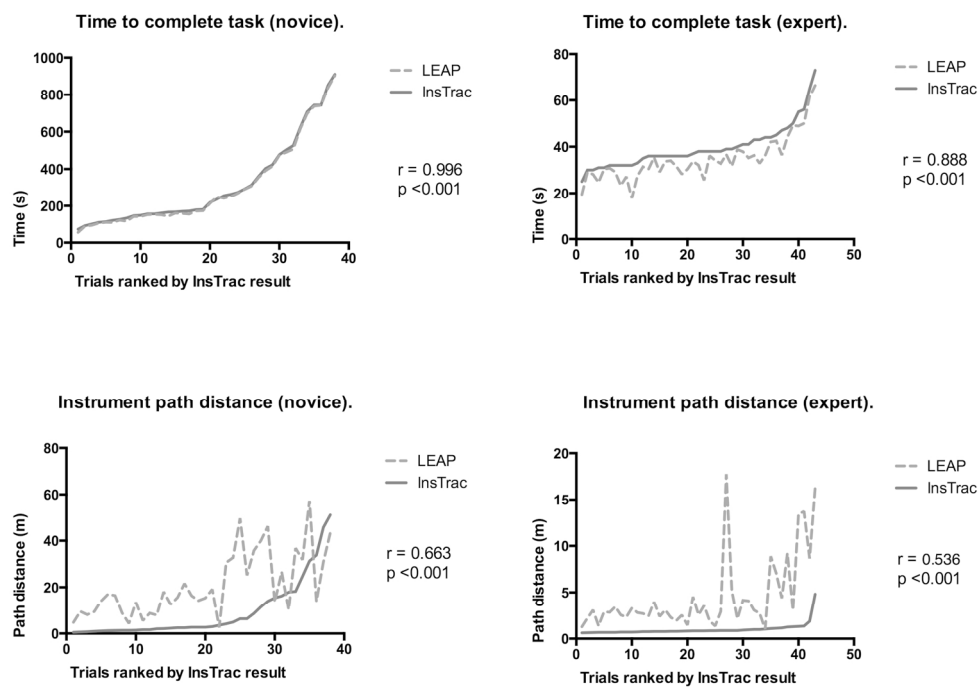 Time to complete task (novice).
1000
800
600
400
200
0
Time (s)
0 10 20 30 40
Trials ranked by InsTrac result
LEAP
InsTrac
r = 0.996
p <0.001
Time to complete task (expert).
80
60
40
20
0
Time (s)
0 10 20 30 40 50
Trials ranked by InsTrac result
LEAP
InsTrac
r = 0.888
p <0.001
Instrument path distance (novice).
80
60
40
20
0
Path distance (m)
0 10 20 30 40
Trials ranked by InsTrac result
LEAP
InsTrac
r = 0.663
p <0.001
Instrument path distance (expert).
20
15
10
5
0
Path distance (m)
0 10 20 30 40 50
Trials ranked by InsTrac result
LEAP
InsTrac
r = 0.536
p <0.001